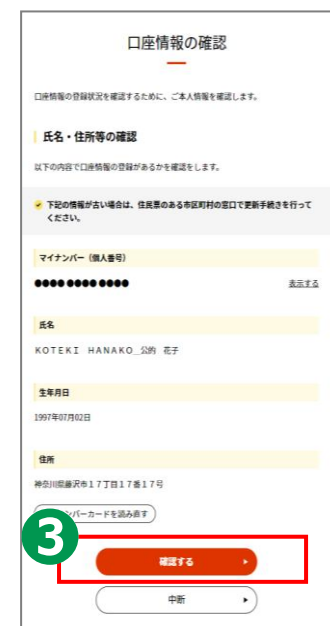 口座情報の確認
口座情報の登録状況を確認するために、ご本人情報を確認します。
氏名・住所等の確認
以下の内容で口座情報の登録があるかを確認をします。
下記の情報が古い場合は、住民票のある市区町村の窓口で更新手続きを行って
ください。
マイナンバー（個人番号）
●●●● ●●●● ●●●● 表示する
氏名
ＫＯＴＥＫＩ　ＨＡＮＡＫＯ＿公的　花子
生年月日
1997年07月02日
住所
神奈川県藤沢市１７丁目１７番１７号
ンバーカードを読み直す
3
確認する
中断